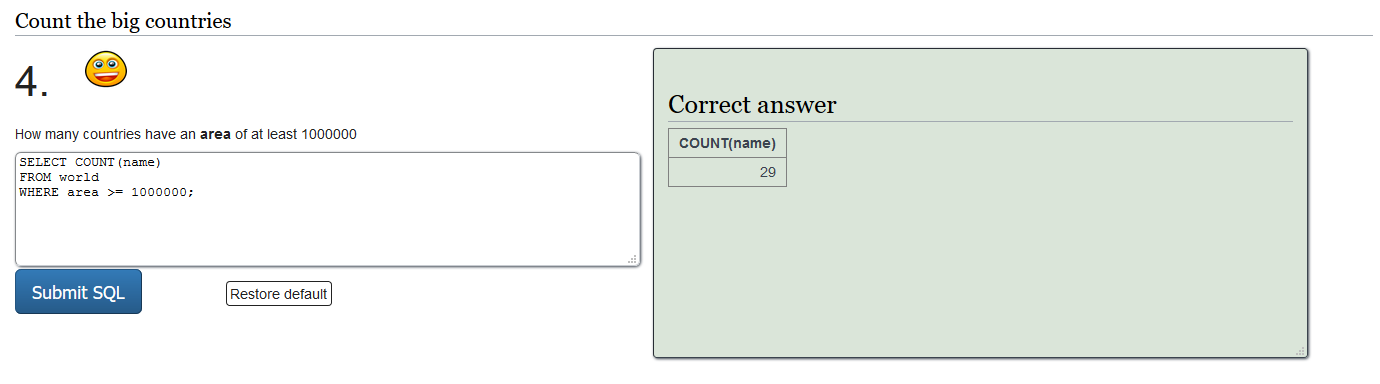 Count the big countries
4.
How many countries have an area of at least 1000000
SELECT COUNT(name)
FROM world
WHERE area >= 1000000;
Submit SQL
Restore default
Correct answer
COUNT(name)
29